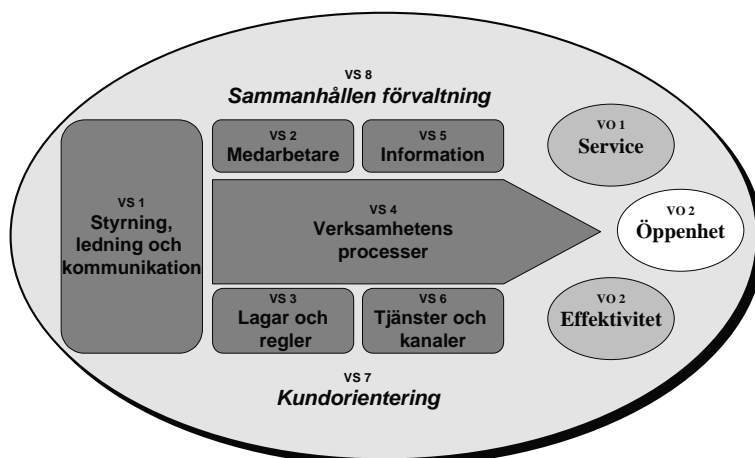 VS 8
Sammanhållen förvaltning
VS 1
Styrning,
ledning och
kommunikation
VS 2
Medarbetare
VS 5
Information
VS 4
Verksamhetens
processer
VS 3
Lagar och
regler
VS 6
Tjänster och
kanaler
VO 1
Service
VO 2
Öppenhet
VO 2
Effektivitet
VS 7
Kundorientering